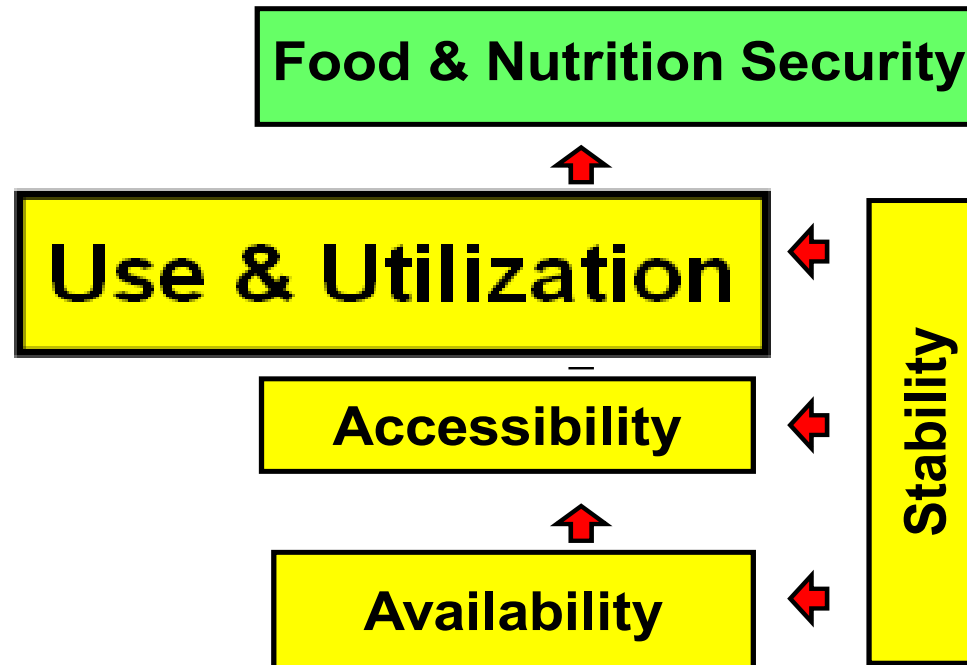 Food & Nutrition Security
Use & Utilization
Accessibility
Stability
Availability